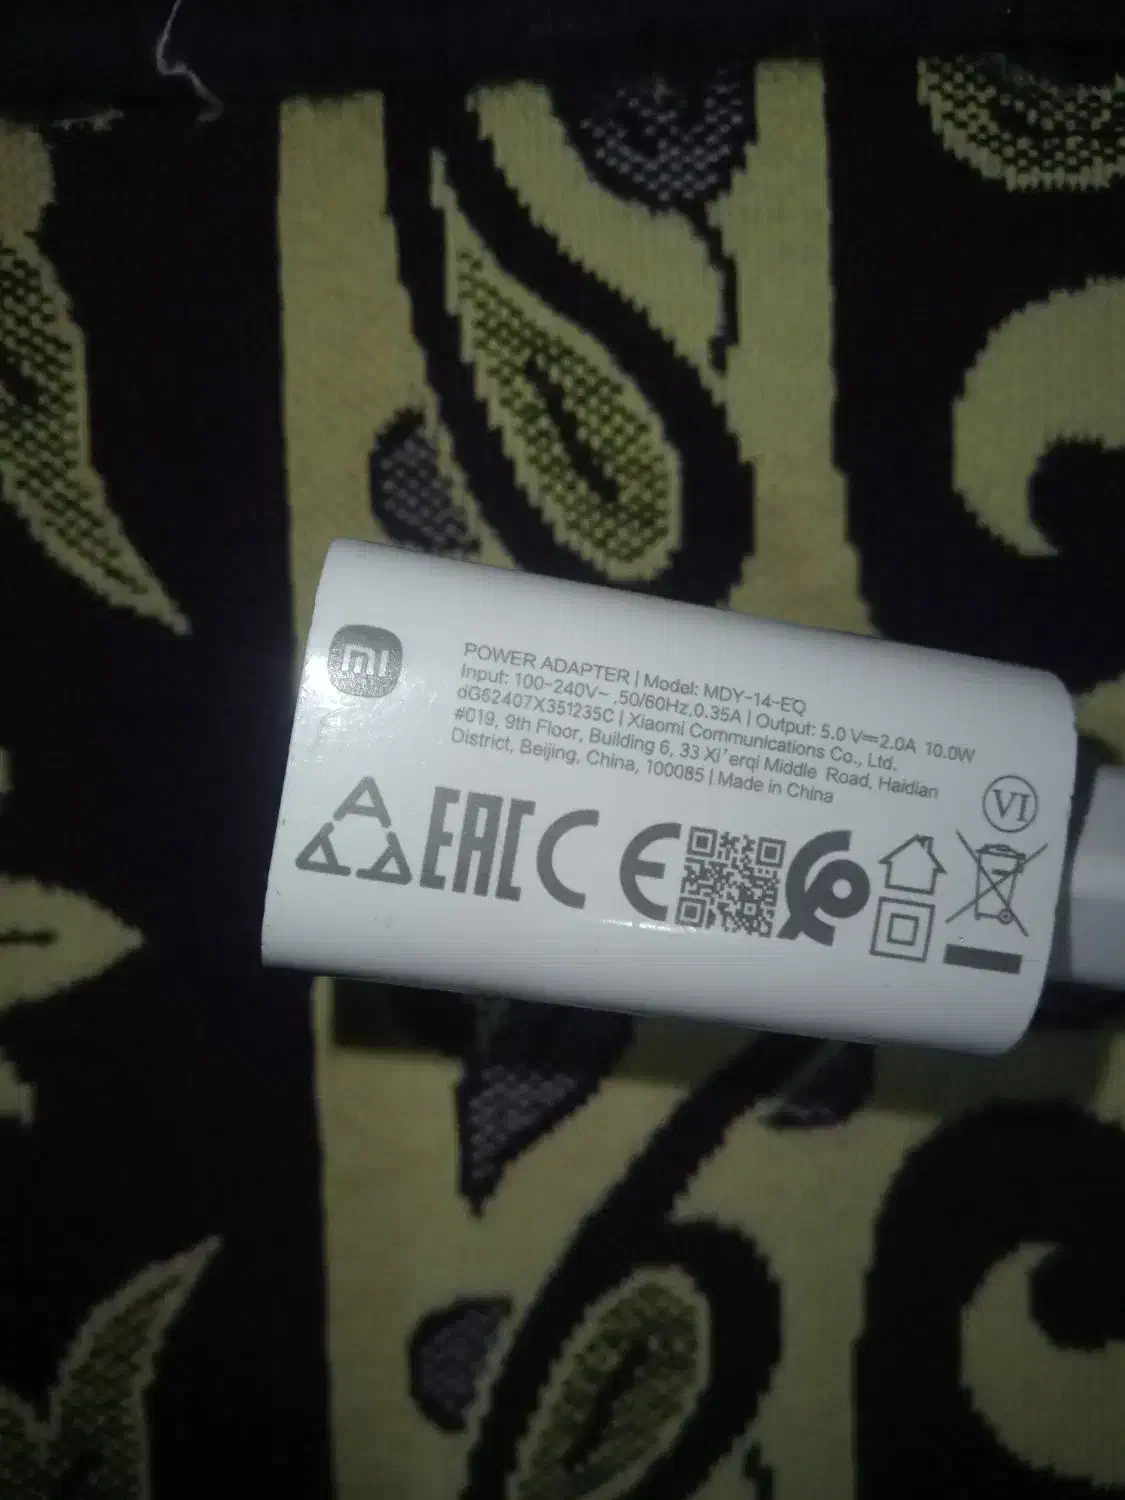 mi
POWER ADAPTER | Model: MDY-14-EQ
Input: 100-240V~ ,50/60Hz,0.35A | Output: 5.0 V⎓2.0A 10.0W
dG62407X351235C | Xiaomi Communications Co., Ltd.
#019, 9th Floor, Building 6, 33 Xi'erqi Middle Road, Haidian
District, Beijing, China, 100085 | Made in China
VI
EAC CE